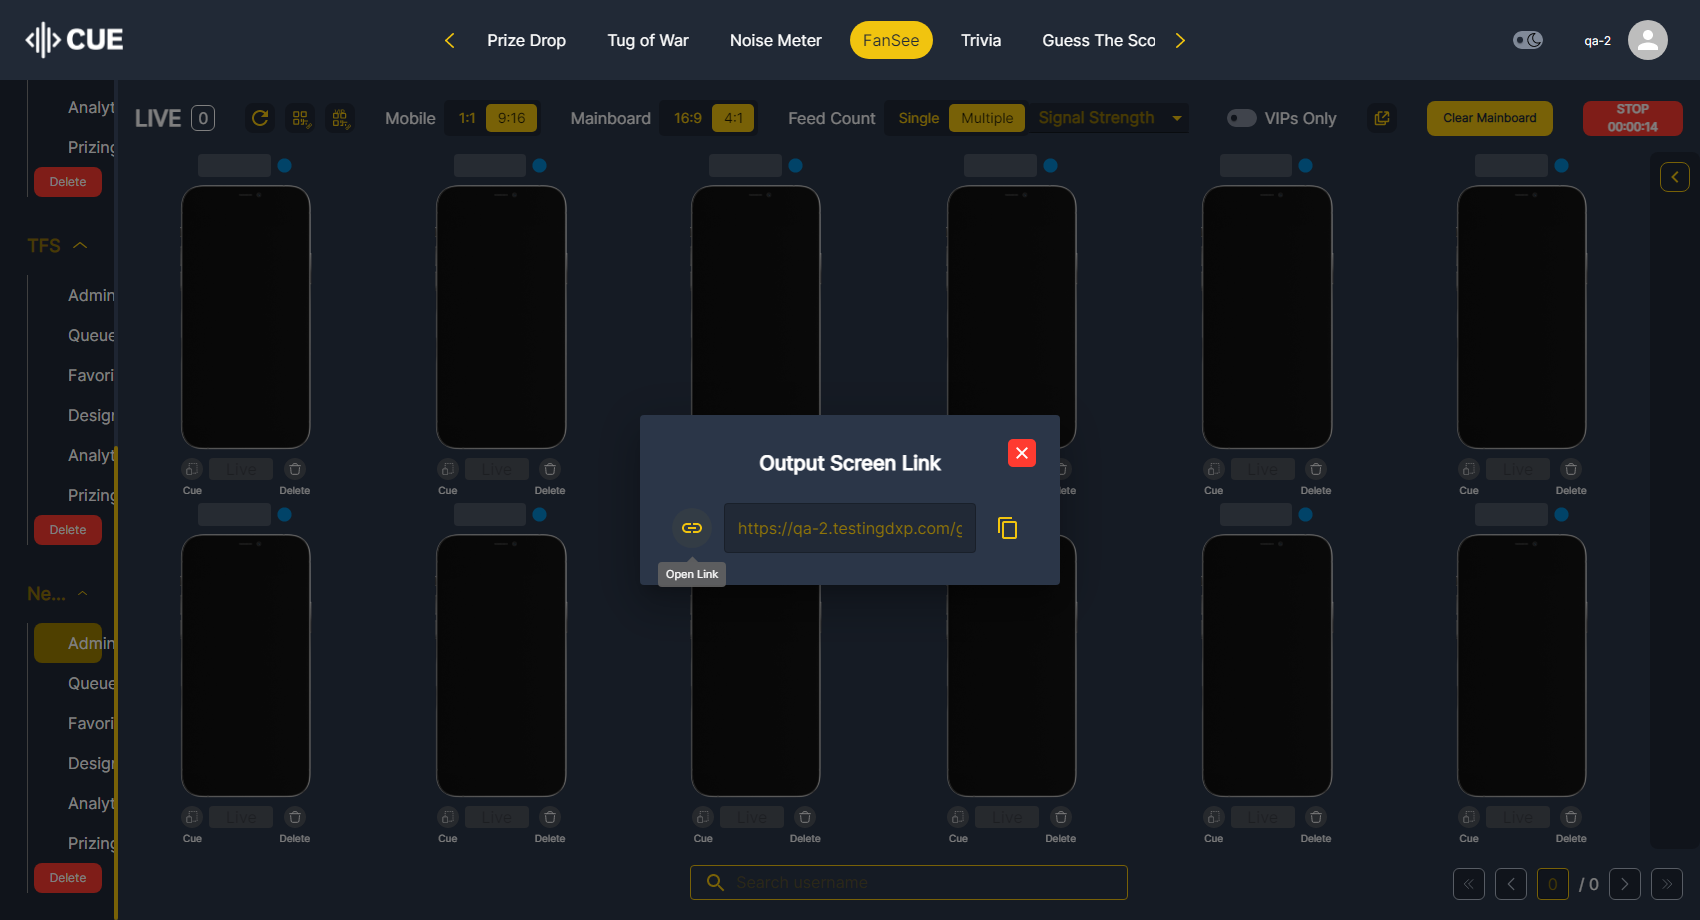 CUE
Prize Drop
Tug of War
Noise Meter
FanSee
Trivia
Guess The Sco
qa-2
Analyt
Prizing
Delete
TFS
Admin
Queue
Favori
Design
Analyt
Prizing
Delete
Ne...
Admin
Queue
Favori
Design
Analyt
Prizing
Delete
LIVE 0
Mobile 1:1 9:16
Mainboard 16:9 4:1
Feed Count Single Multiple
Signal Strength
VIPs Only
Clear Mainboard
STOP
00:00:14
Live
Cue Delete
Live
Cue Delete
Live
Cue Delete
Live
Cue Delete
ete
Output Screen Link
https://qa-2.testingdxp.com/g
Open Link
Live
Cue Delete
Live
Cue Delete
Live
Cue Delete
Live
Cue Delete
Live
Cue Delete
Live
Cue Delete
Search username
0 / 0